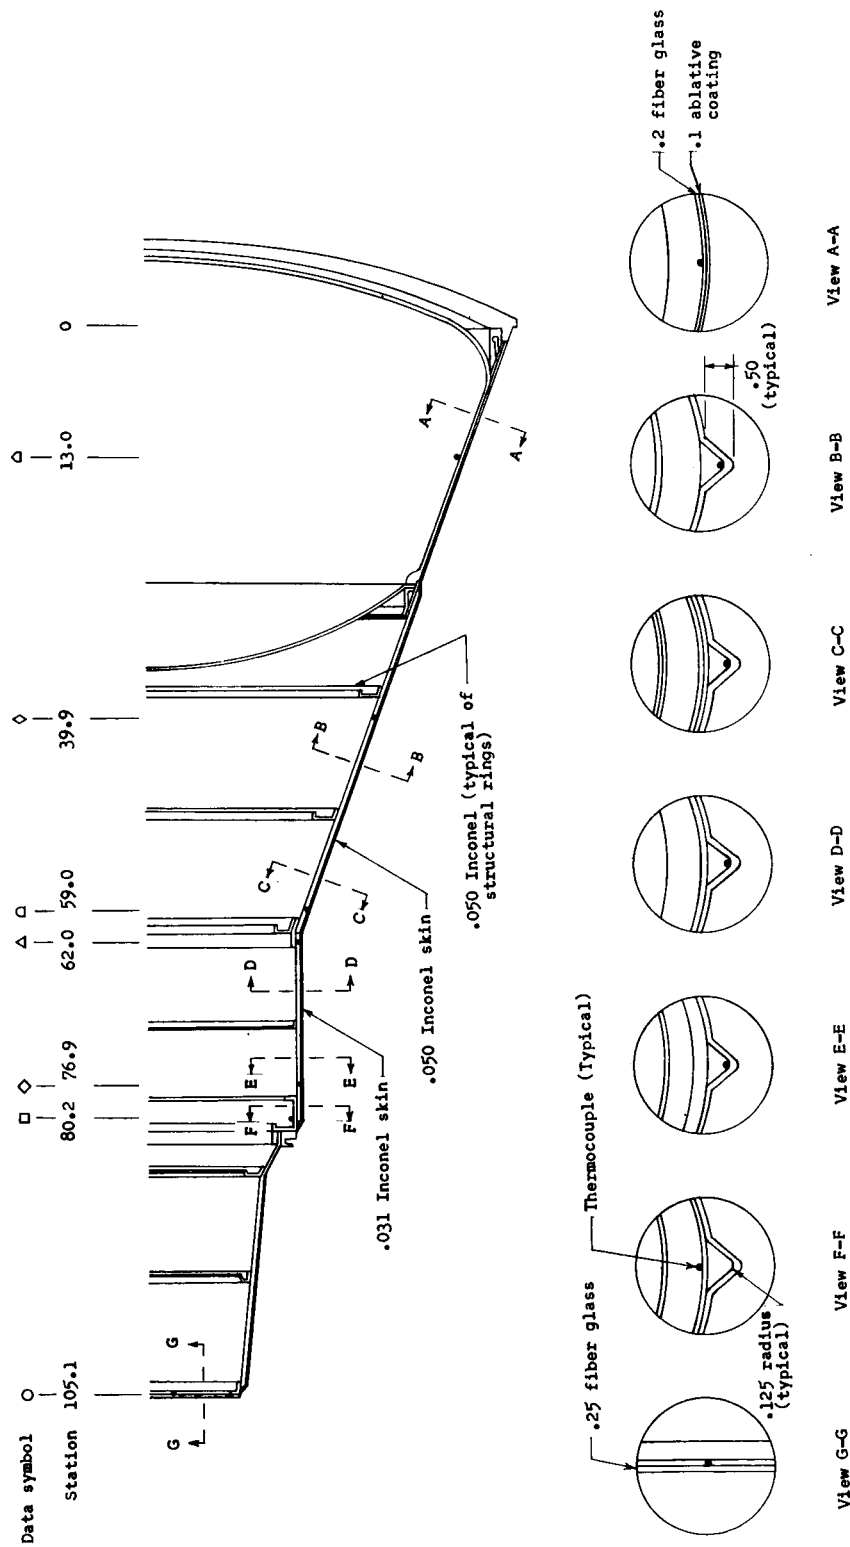 Data symbol
Station 105.1 80.2 76.9 62.0 59.0 39.9 13.0 0
G
G
F
F
E
E
D
D
C
C
B
B
A
A
.031 Inconel skin
.050 Inconel skin
.050 Inconel (typical of
structural rings)
.25 fiber glass
Thermocouple (Typical)
.125 radius
(typical)
.50
(typical)
.2 fiber glass
.1 ablative
coating
View G-G
View F-F
View E-E
View D-D
View C-C
View B-B
View A-A